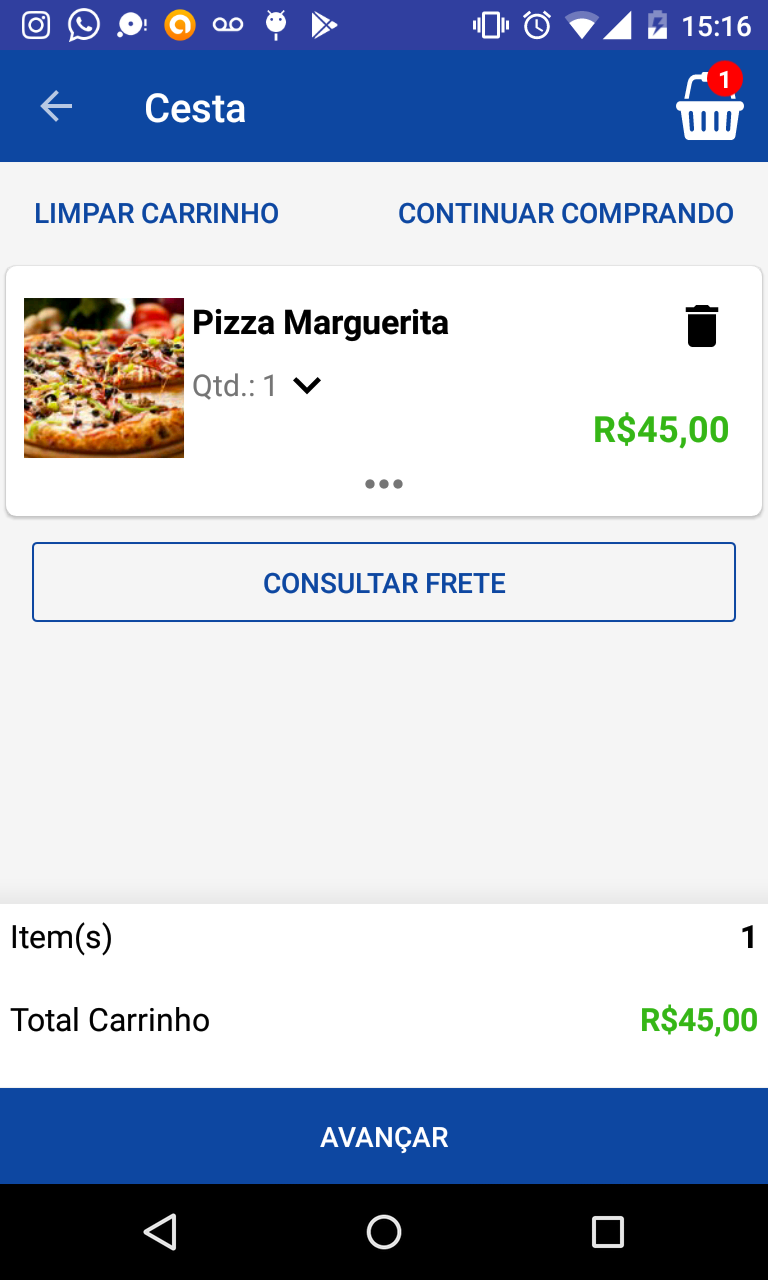 15:16
Cesta
1
LIMPAR CARRINHO
CONTINUAR COMPRANDO
Pizza Marguerita
Qtd.: 1
R$45,00
CONSULTAR FRETE
Item(s) 1
Total Carrinho R$45,00
AVANÇAR